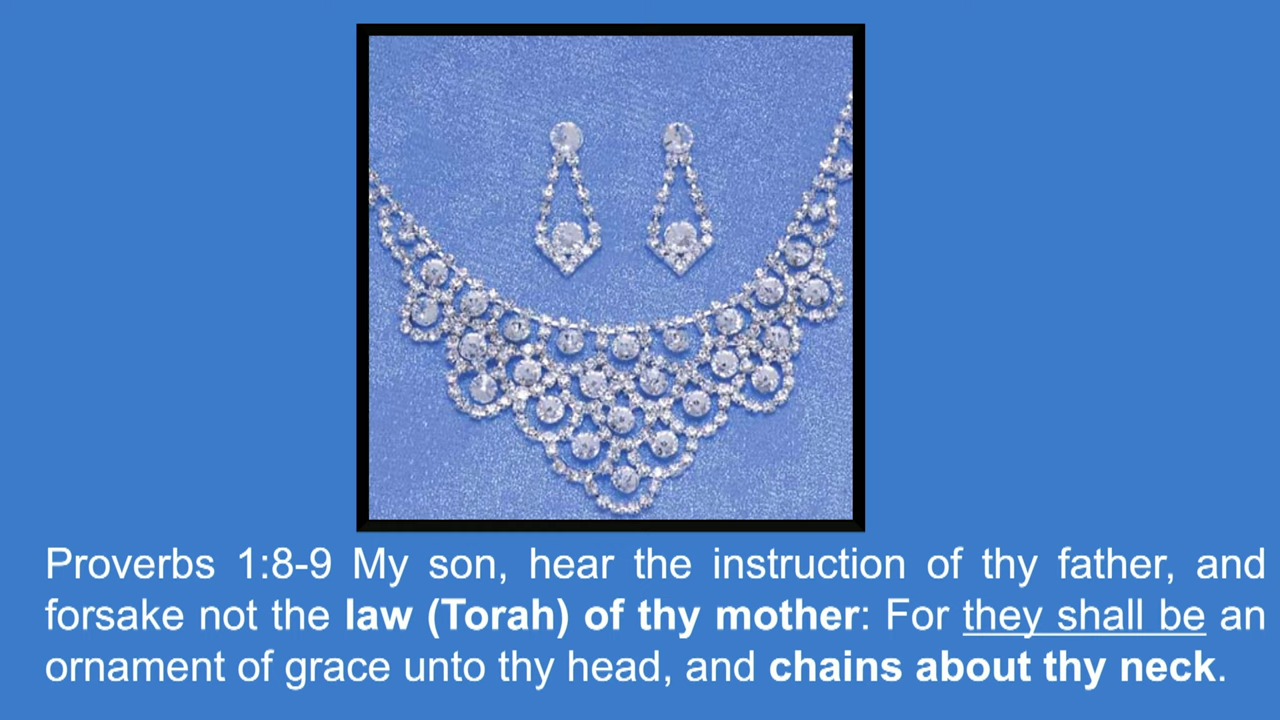 Proverbs 1:8-9 My son, hear the instruction of thy father, and
forsake not the law (Torah) of thy mother: For they shall be an
ornament of grace unto thy head, and chains about thy neck.